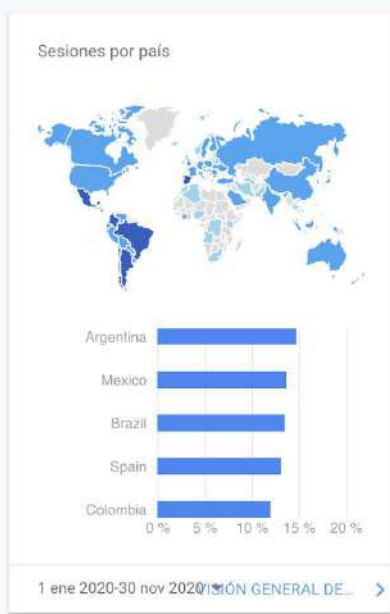 Sesiones por país
Argentina
Mexico
Brazil
Spain
Colombia
0 % 5 % 10 % 15 % 20 %
1 ene 2020-30 nov 2020 VISIÓN GENERAL DE...